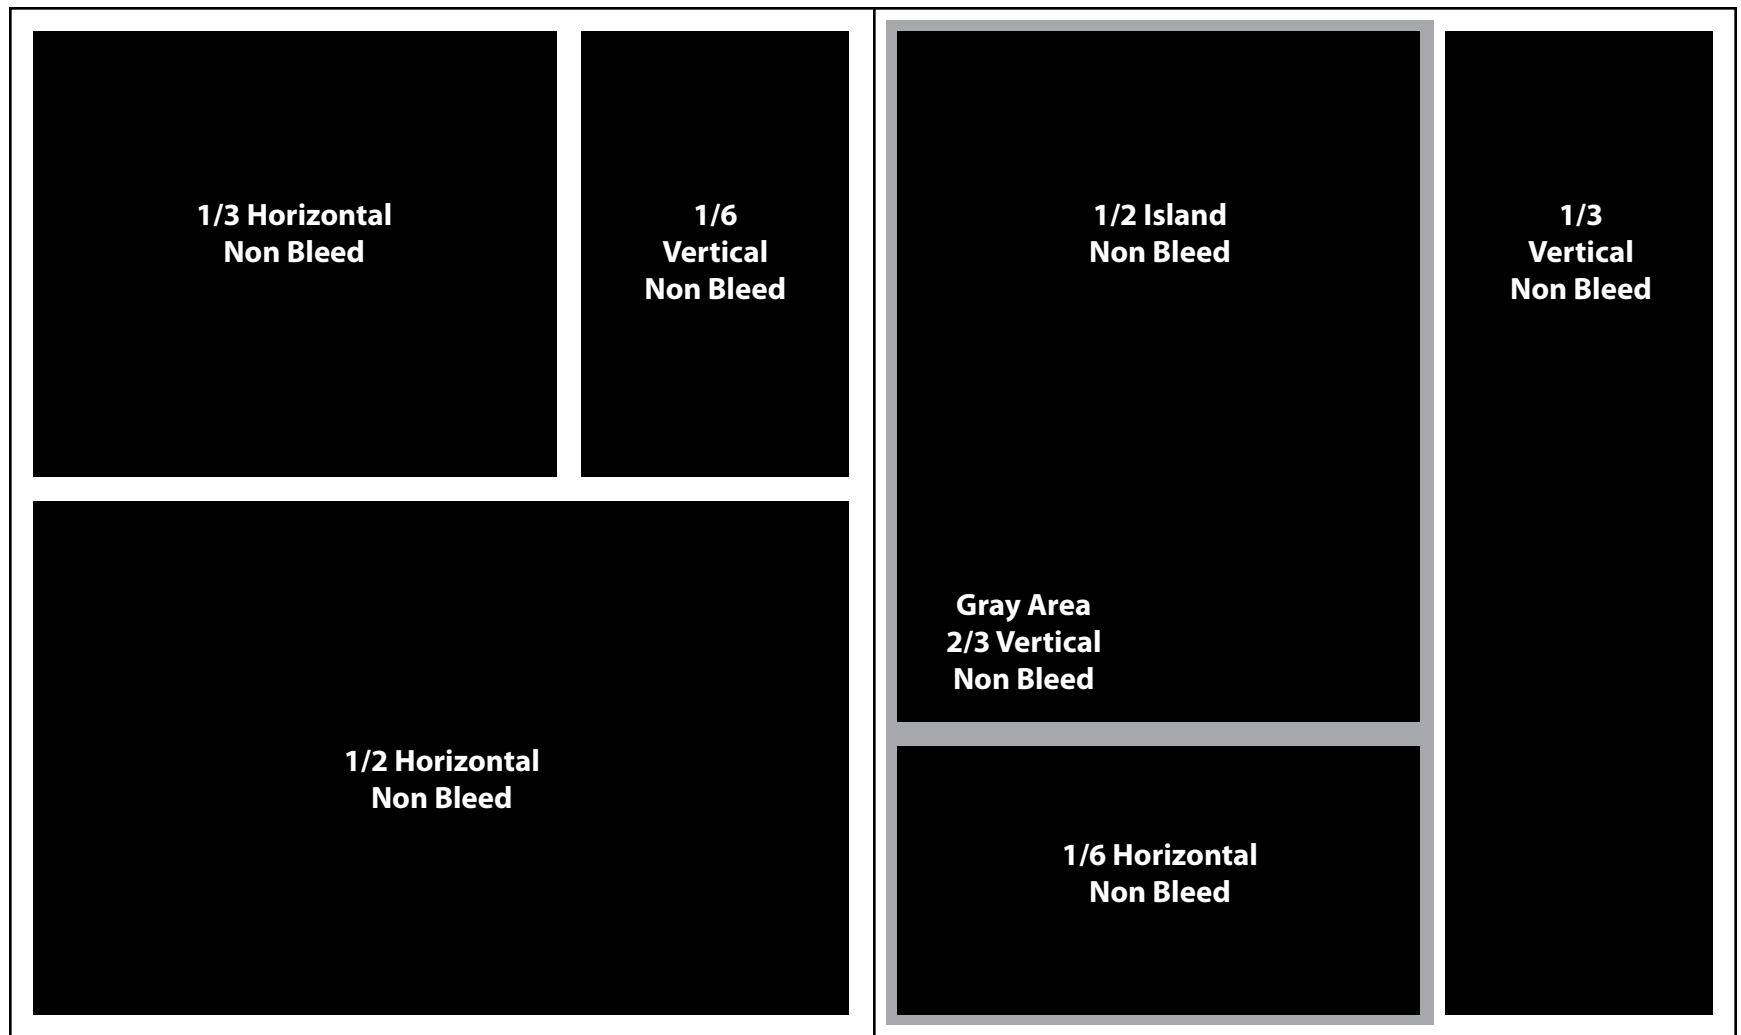 1/3 Horizontal
Non Bleed
1/6
Vertical
Non Bleed
1/2 Horizontal
Non Bleed
1/2 Island
Non Bleed
Gray Area
2/3 Vertical
Non Bleed
1/6 Horizontal
Non Bleed
1/3
Vertical
Non Bleed